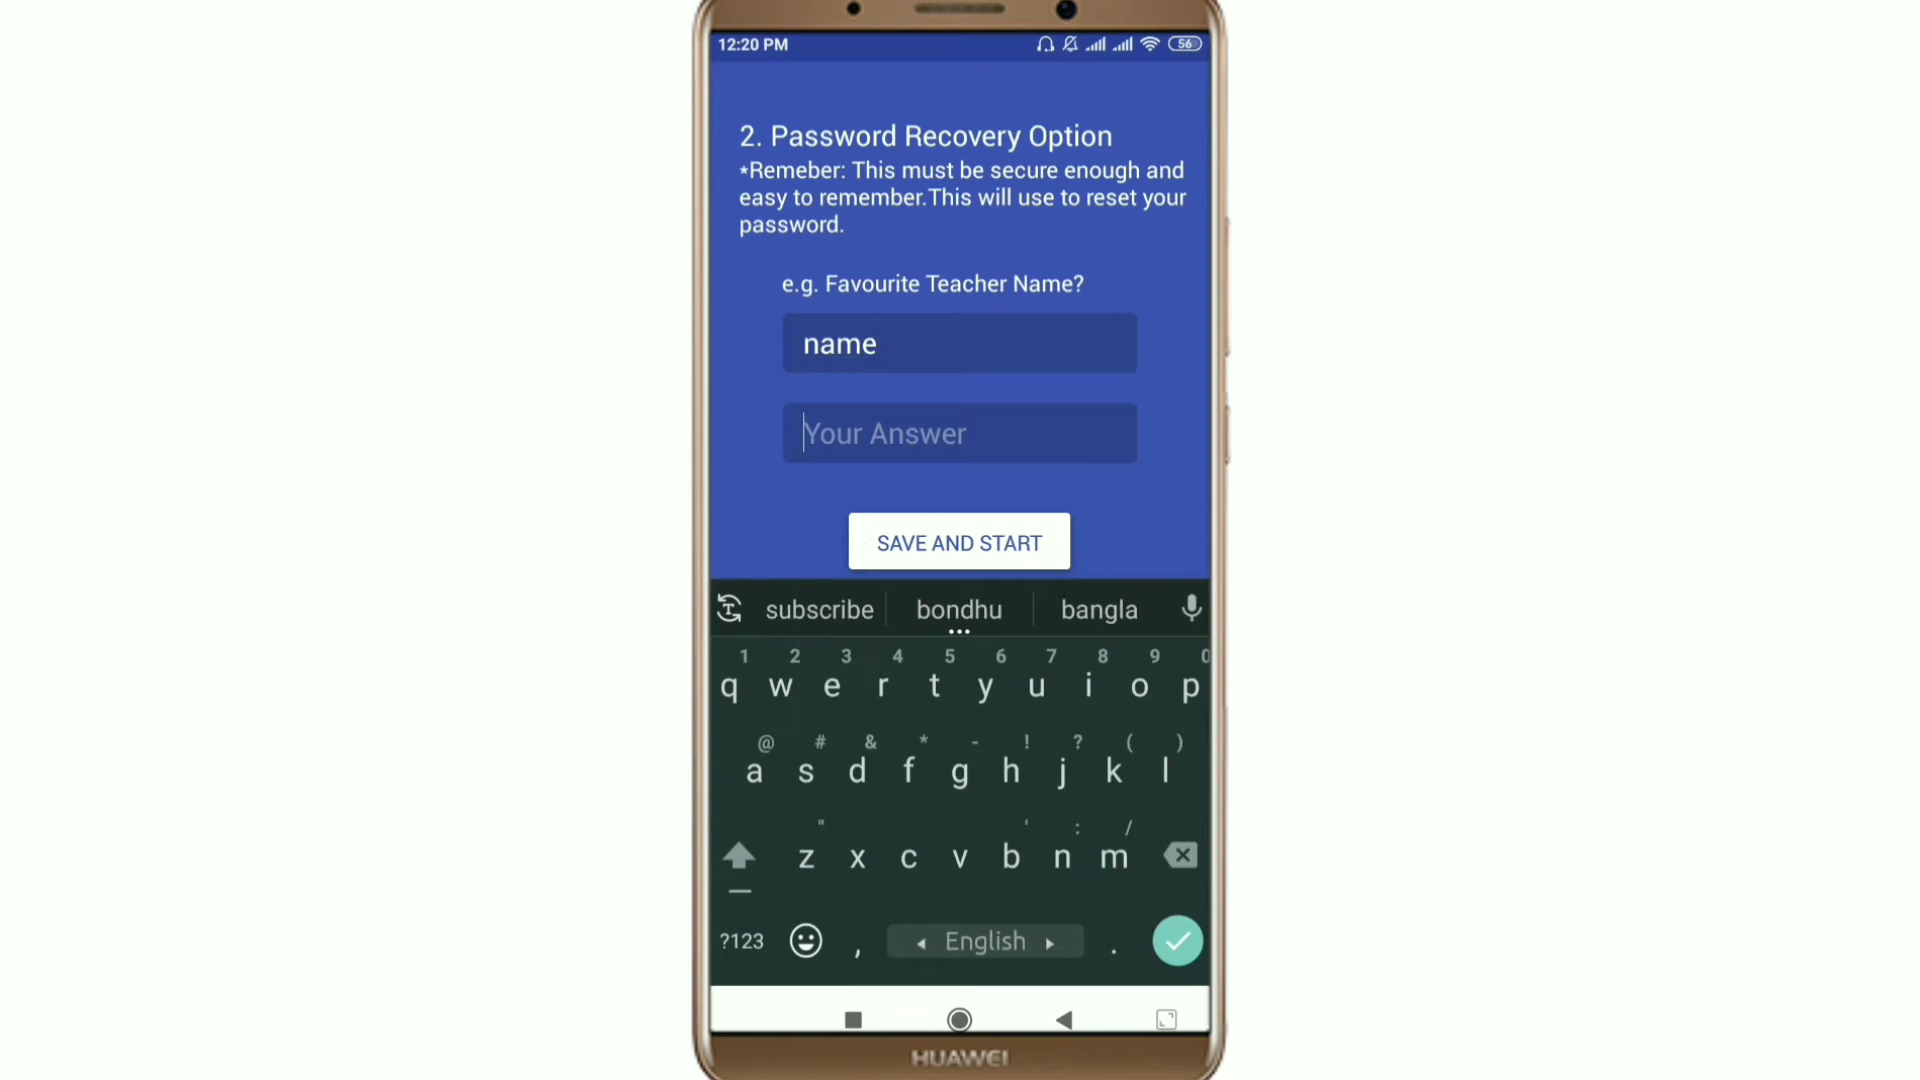 12:20 PM
56
2. Password Recovery Option
*Remeber: This must be secure enough and
easy to remember.This will use to reset your
password.
e.g. Favourite Teacher Name?
name
Your Answer
SAVE AND START
subscribe bondhu bangla
1 2 3 4 5 6 7 8 9 0
q w e r t y u i o p
@ # & * - ! ? ( )
a s d f g h j k l
" ' : /
z x c v b n m
?123 , English .
HUAWEI